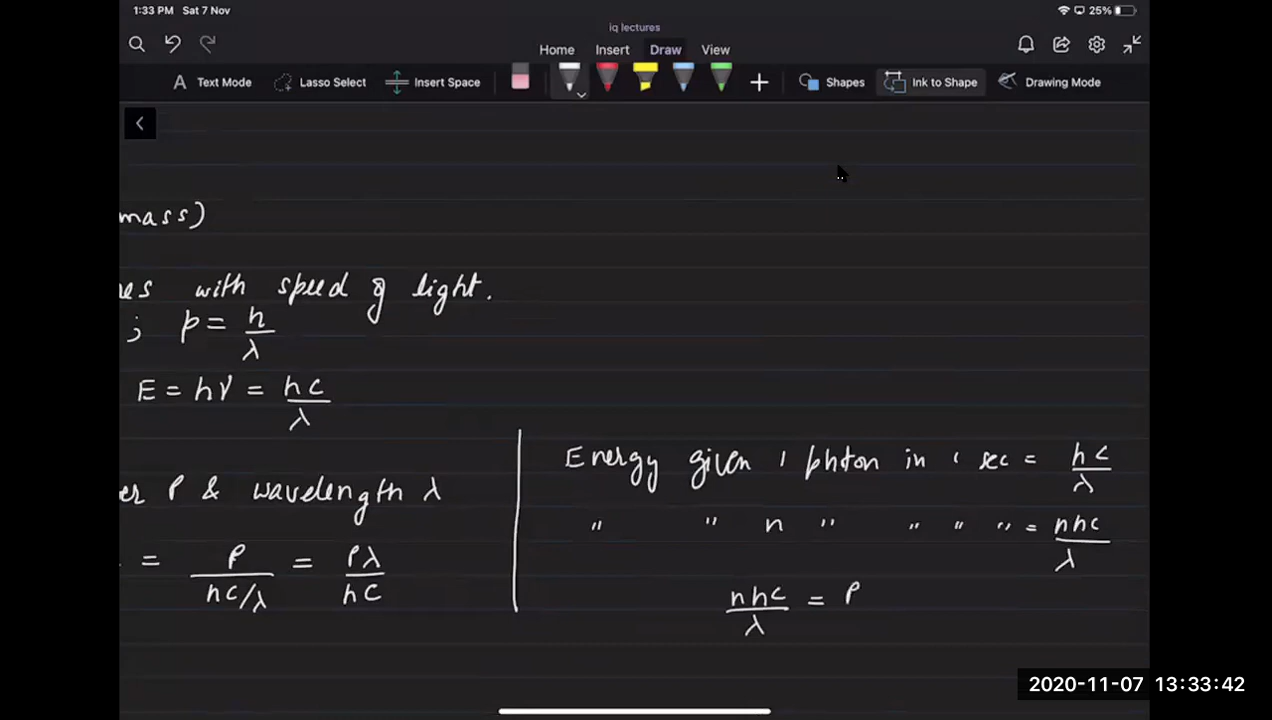 1:33 PM Sat 7 Nov
25%
iq lectures
Home Insert Draw View
Text Mode Lasso Select Insert Space Shapes Ink to Shape Drawing Mode
mass)
es with speed of light.
; p = h/λ
E = hν = hc/λ
er P & wavelength λ
= P/(hc/λ) = Pλ/hc
Energy given 1 photon in 1 sec = hc/λ
" " n " " " " = nhc/λ
nhc/λ = P
2020-11-07 13:33:42